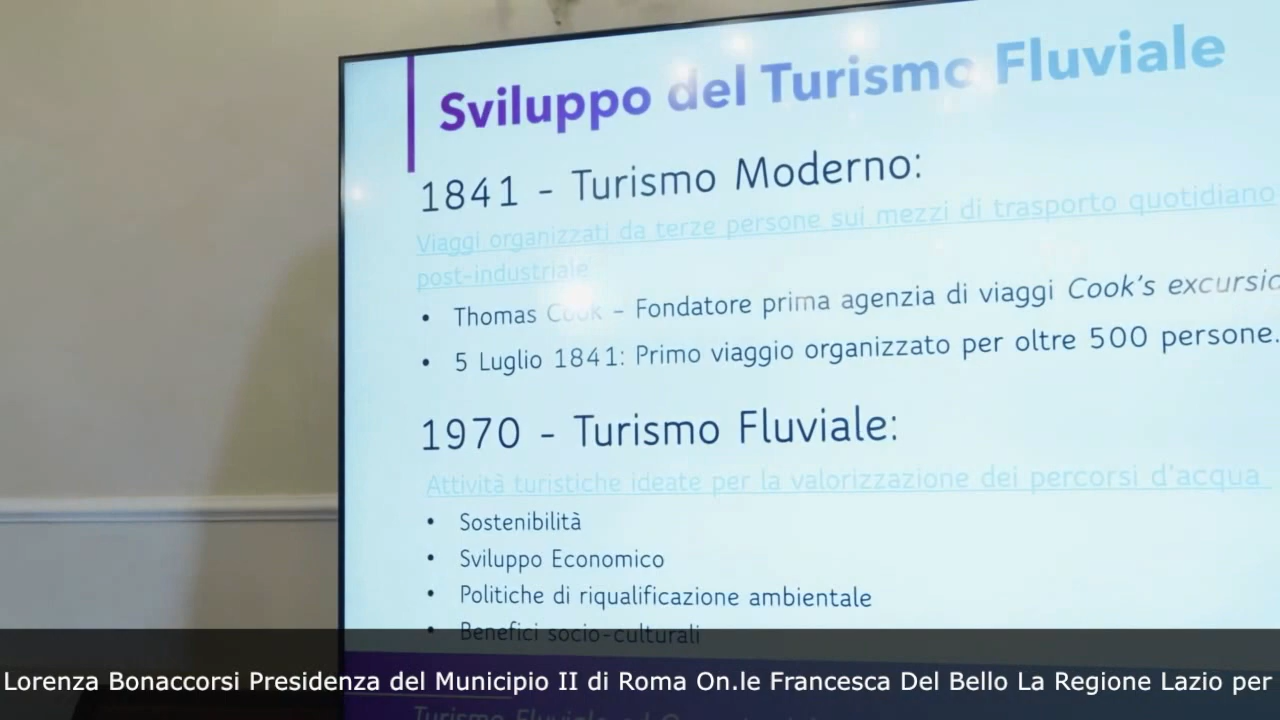 Sviluppo del Turismo Fluviale
1841 - Turismo Moderno:
Viaggi organizzati da terze persone sui mezzi di trasporto quotidiano
post-industriale
• Thomas Cook – Fondatore prima agenzia di viaggi Cook's
• 5 Luglio 1841: Primo viaggio organizzato per oltre 500 persone.
1970 - Turismo Fluviale:
Attività turistiche ideate per la valorizzazione dei percorsi d'acqua
• Sostenibilità
• Sviluppo Economico
• Politiche di riqualificazione ambientale
• Benefici socio-culturali
Lorenza Bonaccorsi Presidenza del Municipio II di Roma On.le Francesca Del Bello La Regione Lazio per
Turismo Fluviale